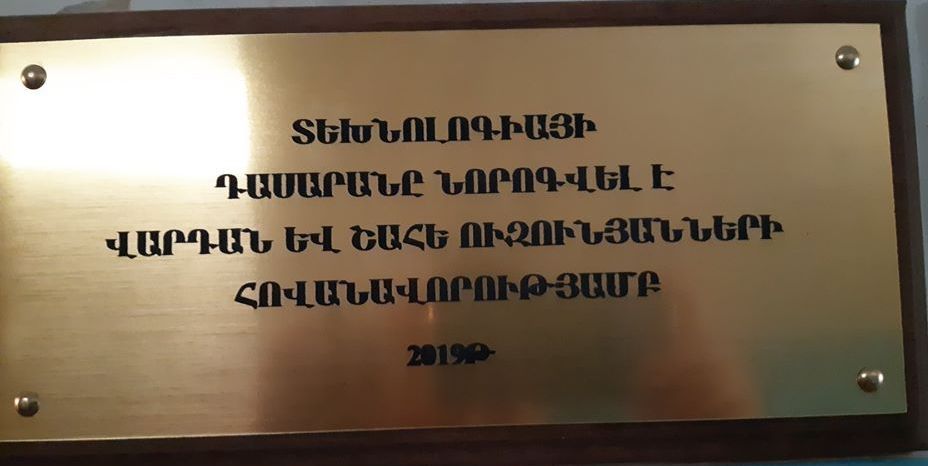 ՏԵԽՆՈԼՈԳԻԱՅԻ
ԴԱՍԱՐԱՆԸ ՆՈՐՈԳՎԵԼ Է
ՎԱՐԴԱՆ ԵՎ ՇԱՀԵ ՈՒԶՈՒՆՅԱՆՆԵՐԻ
ՀՈՎԱՆԱՎՈՐՈՒԹՅԱՄԲ
2019Թ